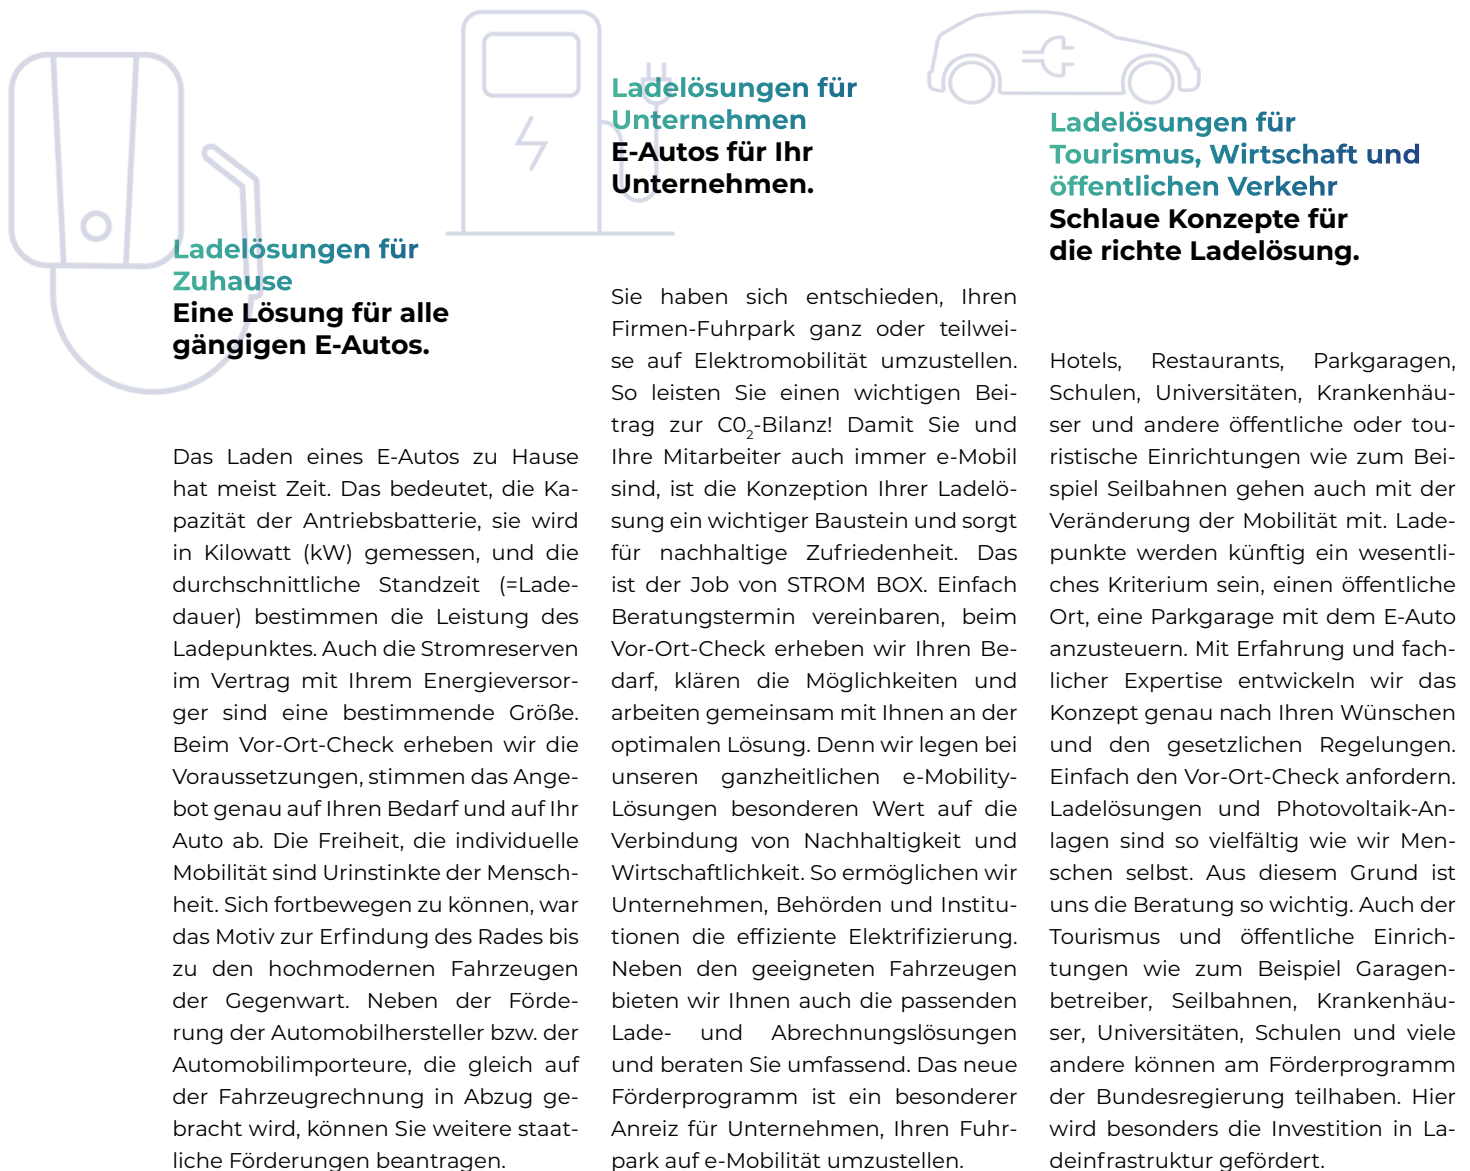 Ladelösungen für
Zuhause
Eine Lösung für alle
gängigen E-Autos.
Das Laden eines E-Autos zu Hause
hat meist Zeit. Das bedeutet, die Ka-
pazität der Antriebsbatterie, sie wird
in Kilowatt (kW) gemessen, und die
durchschnittliche Standzeit (=Lade-
dauer) bestimmen die Leistung des
Ladepunktes. Auch die Stromreserven
im Vertrag mit Ihrem Energieversor-
ger sind eine bestimmende Größe.
Beim Vor-Ort-Check erheben wir die
Voraussetzungen, stimmen das Ange-
bot genau auf Ihren Bedarf und auf Ihr
Auto ab. Die Freiheit, die individuelle
Mobilität sind Urinstinkte der Mensch-
heit. Sich fortbewegen zu können, war
das Motiv zur Erfindung des Rades bis
zu den hochmodernen Fahrzeugen
der Gegenwart. Neben der Förde-
rung der Automobilhersteller bzw. der
Automobilimporteure, die gleich auf
der Fahrzeugrechnung in Abzug ge-
bracht wird, können Sie weitere staat-
liche Förderungen beantragen.
Ladelösungen für
Unternehmen
E-Autos für Ihr
Unternehmen.
Sie haben sich entschieden, Ihren
Firmen-Fuhrpark ganz oder teilwei-
se auf Elektromobilität umzustellen.
So leisten Sie einen wichtigen Bei-
trag zur C0₂-Bilanz! Damit Sie und
Ihre Mitarbeiter auch immer e-Mobil
sind, ist die Konzeption Ihrer Ladelö-
sung ein wichtiger Baustein und sorgt
für nachhaltige Zufriedenheit. Das
ist der Job von STROM BOX. Einfach
Beratungstermin vereinbaren, beim
Vor-Ort-Check erheben wir Ihren Be-
darf, klären die Möglichkeiten und
arbeiten gemeinsam mit Ihnen an der
optimalen Lösung. Denn wir legen bei
unseren ganzheitlichen e-Mobility-
Lösungen besonderen Wert auf die
Verbindung von Nachhaltigkeit und
Wirtschaftlichkeit. So ermöglichen wir
Unternehmen, Behörden und Institu-
tionen die effiziente Elektrifizierung.
Neben den geeigneten Fahrzeugen
bieten wir Ihnen auch die passenden
Lade- und Abrechnungslösungen
und beraten Sie umfassend. Das neue
Förderprogramm ist ein besonderer
Anreiz für Unternehmen, Ihren Fuhr-
park auf e-Mobilität umzustellen.
Ladelösungen für
Tourismus, Wirtschaft und
öffentlichen Verkehr
Schlaue Konzepte für
die richte Ladelösung.
Hotels, Restaurants, Parkgaragen,
Schulen, Universitäten, Krankenhäu-
ser und andere öffentliche oder tou-
ristische Einrichtungen wie zum Bei-
spiel Seilbahnen gehen auch mit der
Veränderung der Mobilität mit. Lade-
punkte werden künftig ein wesentli-
ches Kriterium sein, einen öffentliche
Ort, eine Parkgarage mit dem E-Auto
anzusteuern. Mit Erfahrung und fach-
licher Expertise entwickeln wir das
Konzept genau nach Ihren Wünschen
und den gesetzlichen Regelungen.
Einfach den Vor-Ort-Check anfordern.
Ladelösungen und Photovoltaik-An-
lagen sind so vielfältig wie wir Men-
schen selbst. Aus diesem Grund ist
uns die Beratung so wichtig. Auch der
Tourismus und öffentliche Einrich-
tungen wie zum Beispiel Garagen-
betreiber, Seilbahnen, Krankenhäu-
ser, Universitäten, Schulen und viele
andere können am Förderprogramm
der Bundesregierung teilhaben. Hier
wird besonders die Investition in La-
deinfrastruktur gefördert.